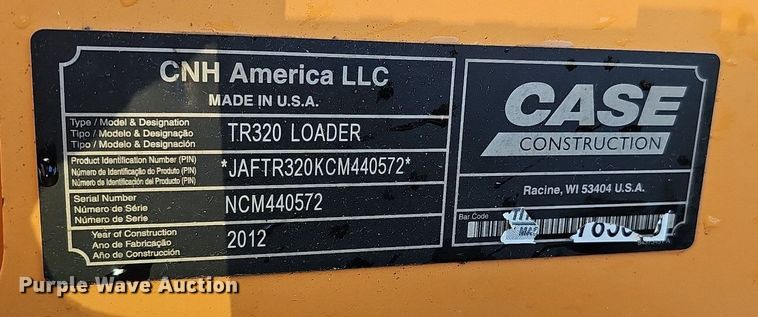 CNH America LLC
MADE IN U.S.A.
Type / Model & Designation
Tipo / Modelo & Designação
Tipo / Modelo & Designación
TR320 LOADER
Product Identification Number (PIN)
Número de Identificação do Produto (PIN)
Número de Identificación del Producto (PIN)
*JAFTR320KCM440572*
Serial Number
Número de Série
Número de Serie
NCM440572
Year of Construction
Ano de Fabricação
Año de Construcción
2012
CASE
CONSTRUCTION
Racine, WI 53404 U.S.A.
Bar Code
Purple Wave Auction